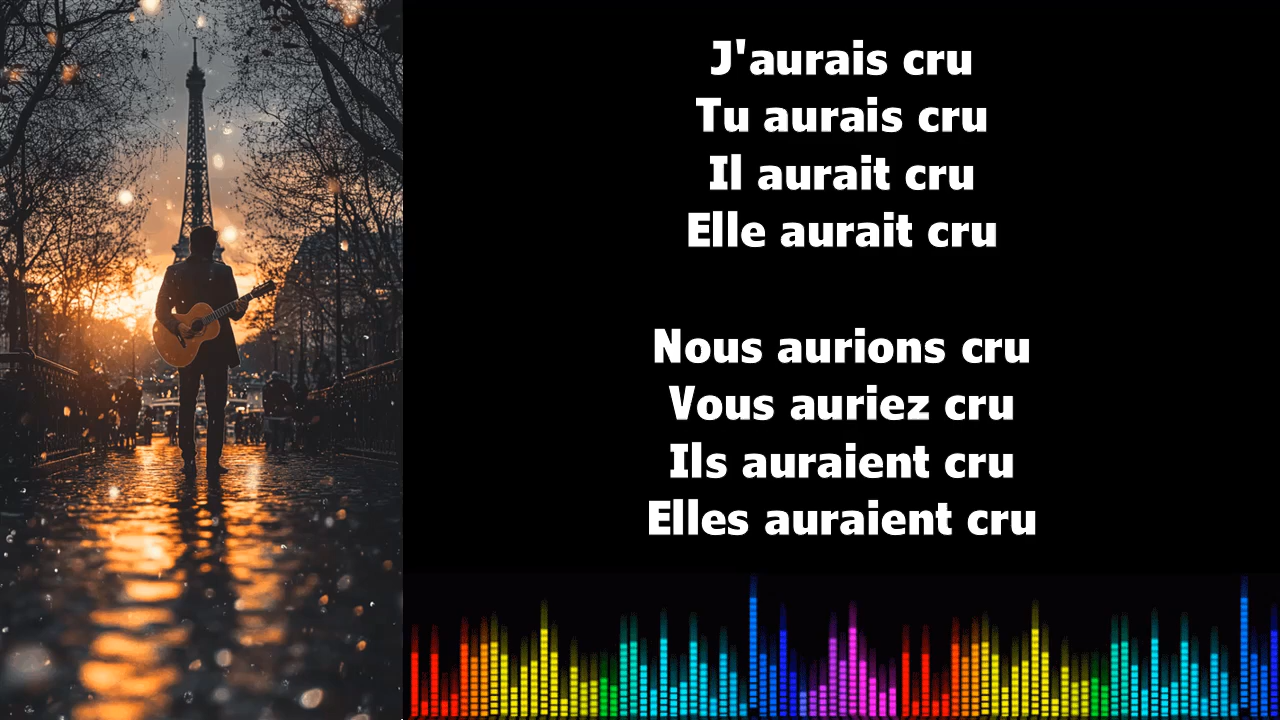 J'aurais cru
Tu aurais cru
Il aurait cru
Elle aurait cru
Nous aurions cru
Vous auriez cru
Ils auraient cru
Elles auraient cru